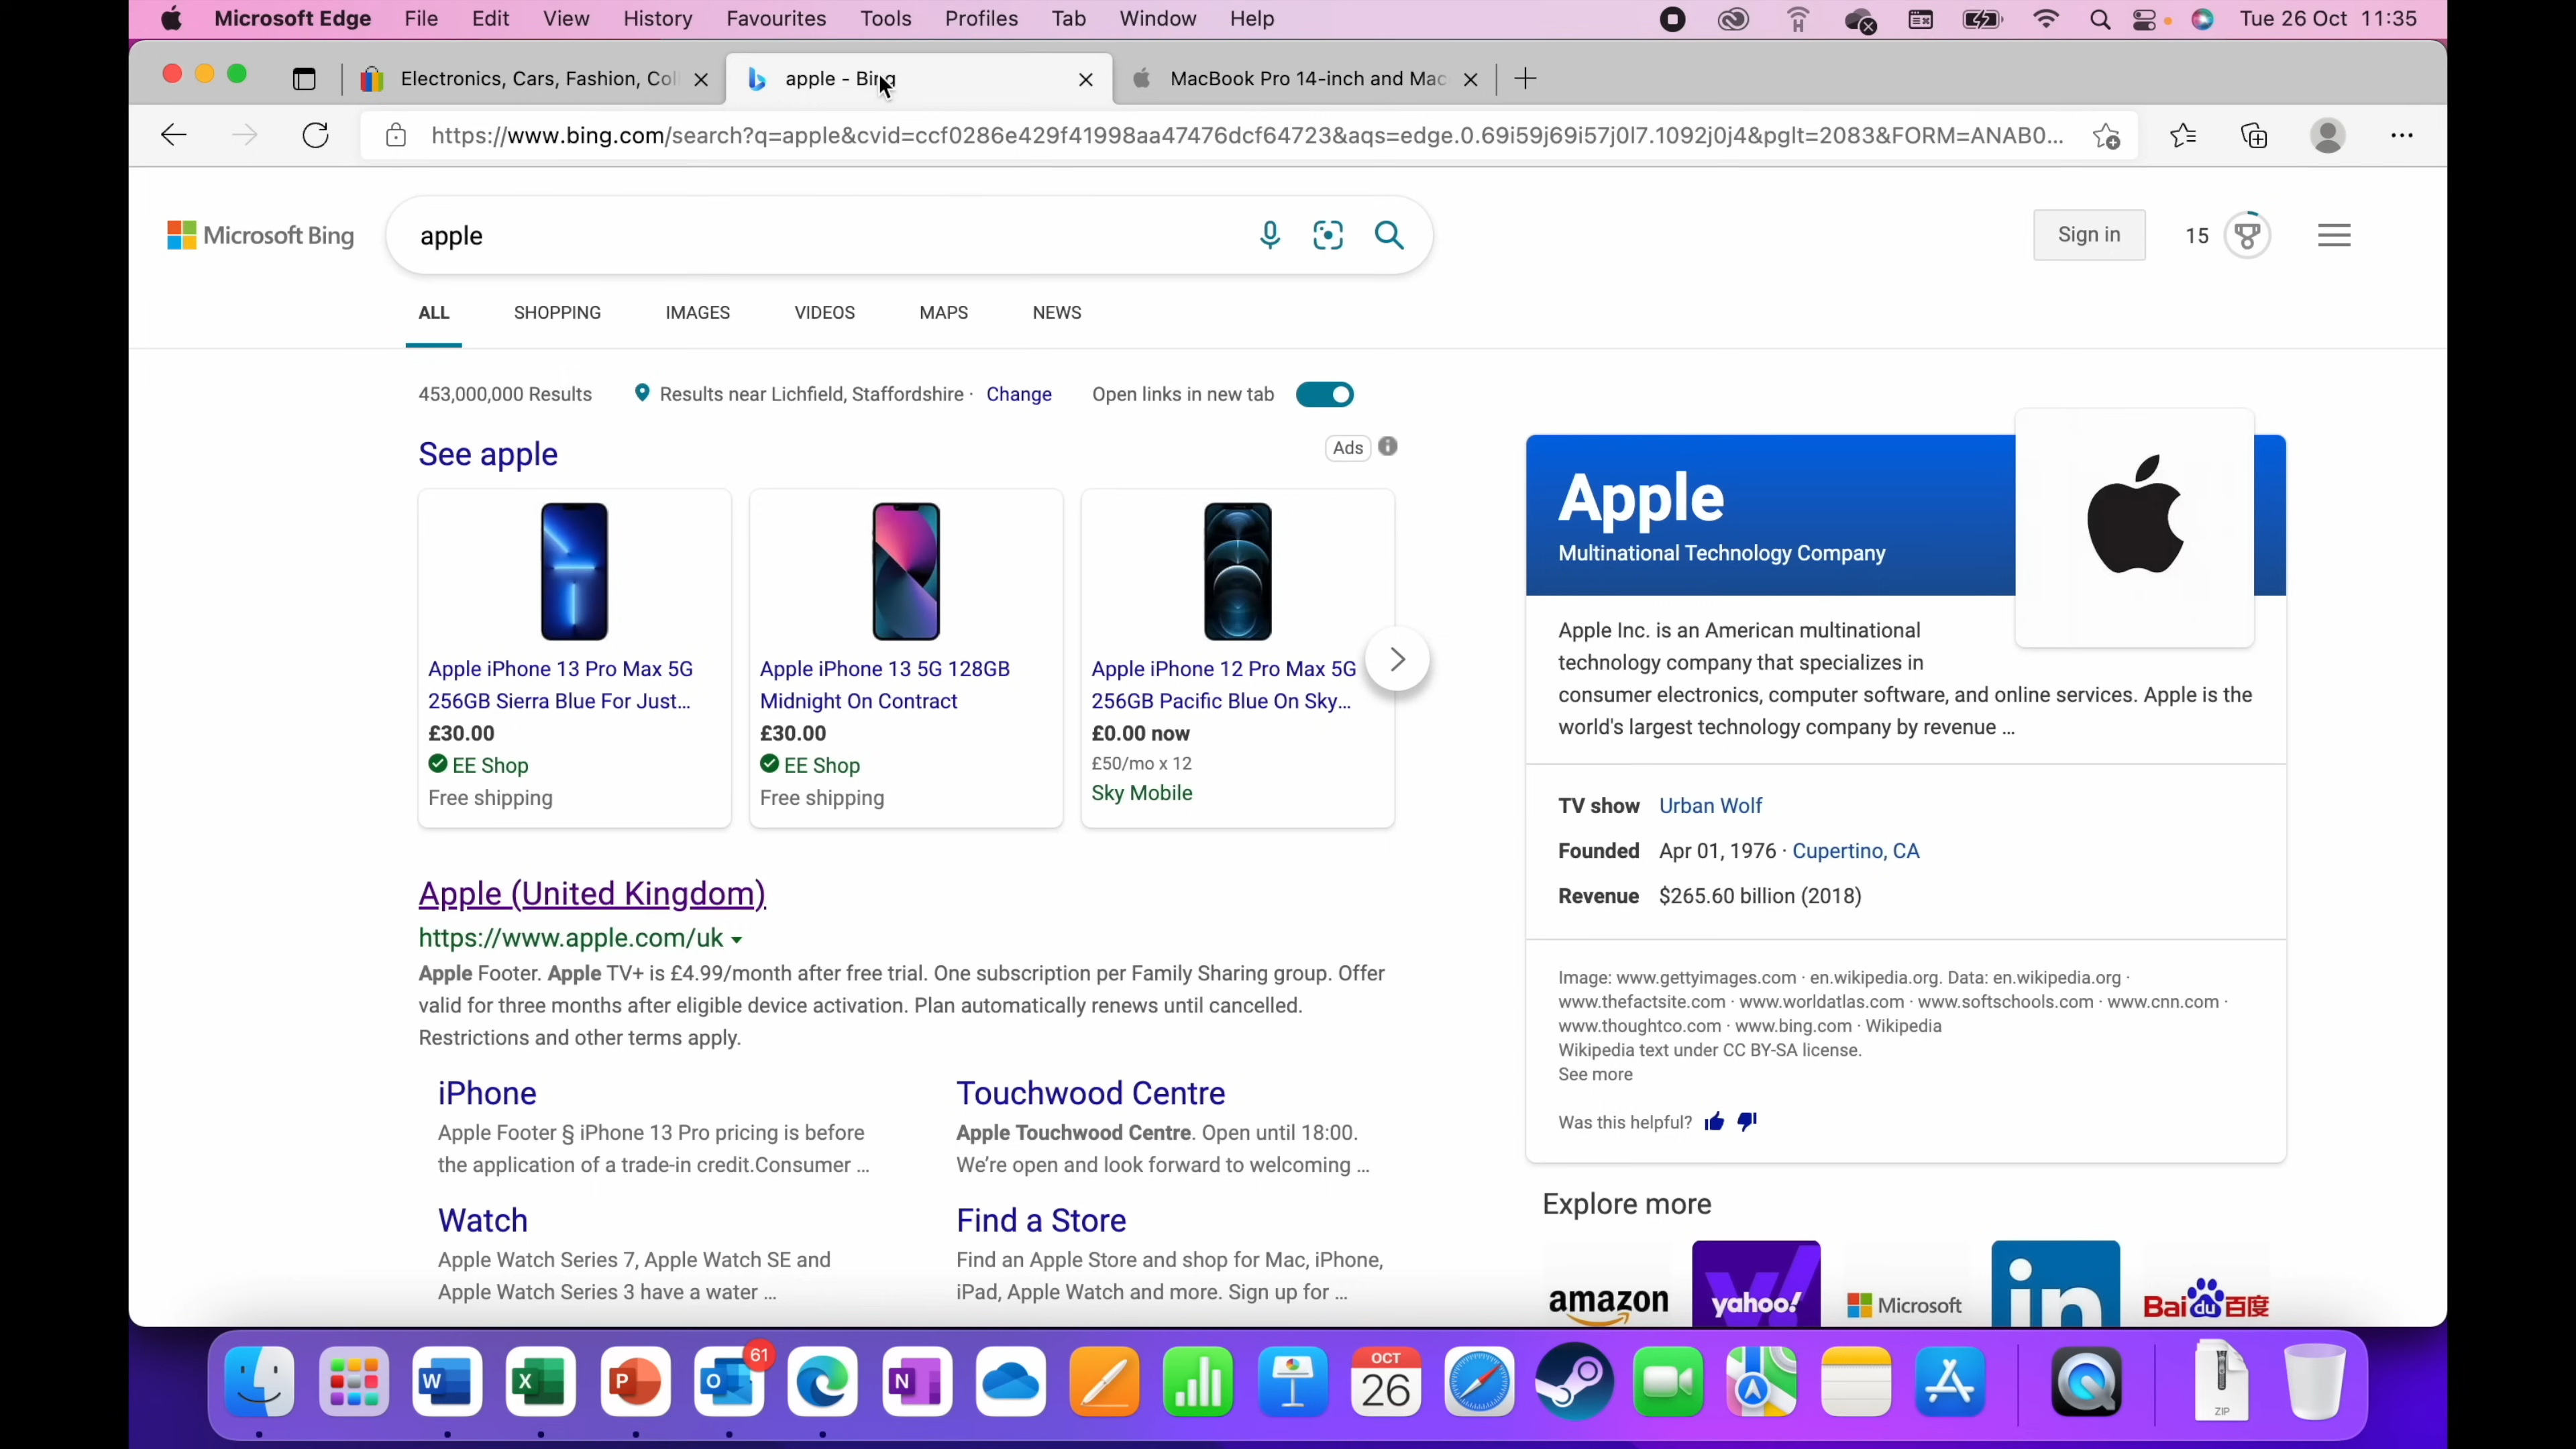 Microsoft Edge File Edit View History Favourites Tools Profiles Tab Window Help Tue 26 Oct 11:35
Electronics, Cars, Fashion, Col
apple - Bing
MacBook Pro 14-inch and Mac
https://www.bing.com/search?q=apple&cvid=ccf0286e429f41998aa47476dcf64723&aqs=edge.0.69i59j69i57j0l7.1092j0j4&pglt=2083&FORM=ANAB0...
Microsoft Bing
apple
Sign in
15
ALL SHOPPING IMAGES VIDEOS MAPS NEWS
453,000,000 Results
Results near Lichfield, Staffordshire · Change
Open links in new tab
See apple
Ads
Apple iPhone 13 Pro Max 5G
256GB Sierra Blue For Just...
£30.00
EE Shop
Free shipping
Apple iPhone 13 5G 128GB
Midnight On Contract
£30.00
EE Shop
Free shipping
Apple iPhone 12 Pro Max 5G
256GB Pacific Blue On Sky...
£0.00 now
£50/mo x 12
Sky Mobile
Apple (United Kingdom)
https://www.apple.com/uk
Apple Footer. Apple TV+ is £4.99/month after free trial. One subscription per Family Sharing group. Offer
valid for three months after eligible device activation. Plan automatically renews until cancelled.
Restrictions and other terms apply.
iPhone
Apple Footer § iPhone 13 Pro pricing is before
the application of a trade-in credit.Consumer ...
Touchwood Centre
Apple Touchwood Centre. Open until 18:00.
We're open and look forward to welcoming ...
Watch
Apple Watch Series 7, Apple Watch SE and
Apple Watch Series 3 have a water ...
Find a Store
Find an Apple Store and shop for Mac, iPhone,
iPad, Apple Watch and more. Sign up for ...
Apple
Multinational Technology Company
Apple Inc. is an American multinational
technology company that specializes in
consumer electronics, computer software, and online services. Apple is the
world's largest technology company by revenue ...
TV show Urban Wolf
Founded Apr 01, 1976 · Cupertino, CA
Revenue $265.60 billion (2018)
Image: www.gettyimages.com · en.wikipedia.org. Data: en.wikipedia.org ·
www.thefactsite.com · www.worldatlas.com · www.softschools.com · www.cnn.com ·
www.thoughtco.com · www.bing.com · Wikipedia
Wikipedia text under CC BY-SA license.
See more
Was this helpful?
Explore more
amazon
yahoo!
Microsoft
in
Bai du 百度
W
X
P
O
61
N
OCT
26
ZIP